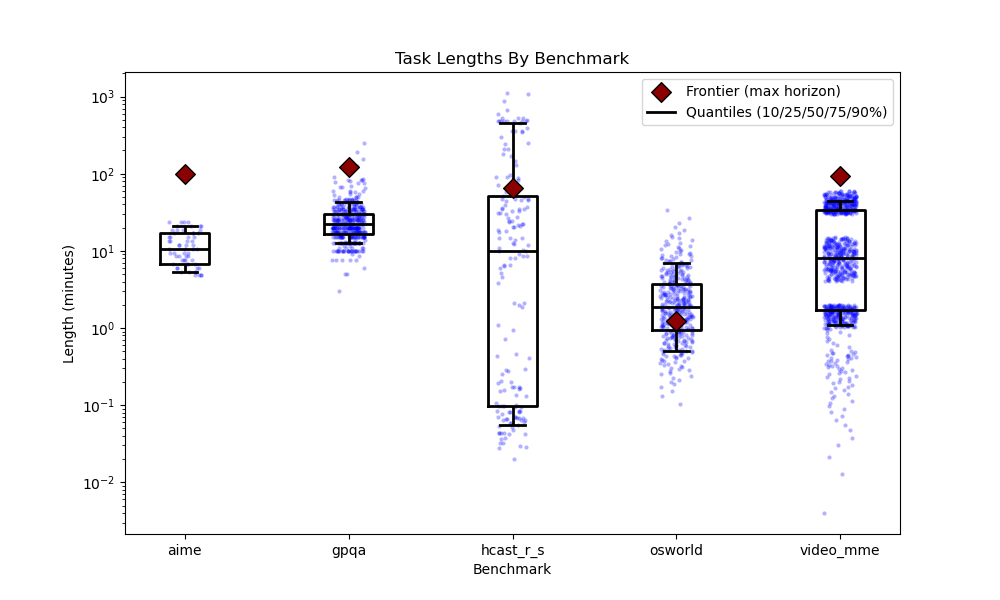 Task Lengths By Benchmark
Frontier (max horizon)
Quantiles (10/25/50/75/90%)
10³
10²
10¹
10⁰
10⁻¹
10⁻²
Length (minutes)
aime gpqa hcast_r_s osworld video_mme
Benchmark